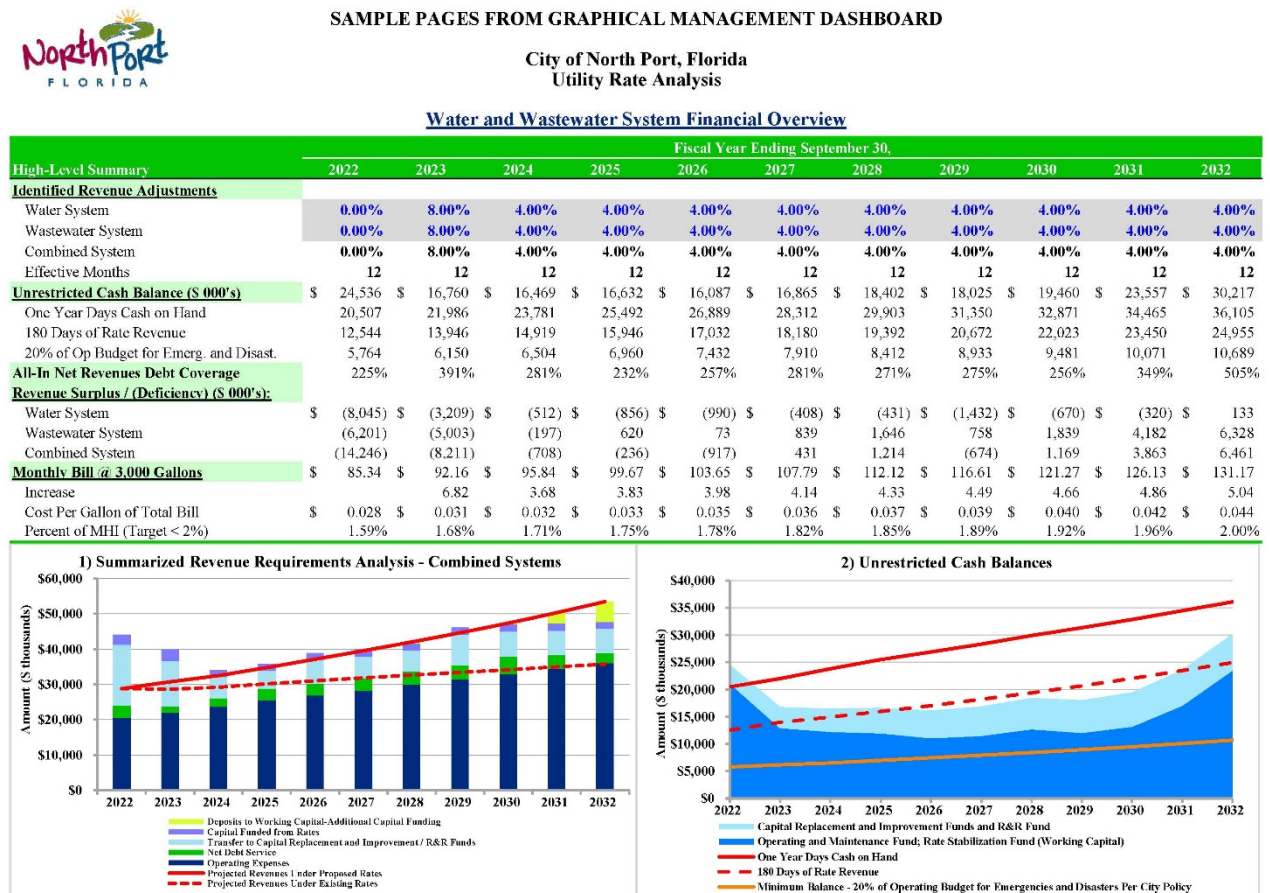 SAMPLE PAGES FROM GRAPHICAL MANAGEMENT DASHBOARD
North Port
FLORIDA
City of North Port, Florida
Utility Rate Analysis
Water and Wastewater System Financial Overview
Fiscal Year Ending September 30,
High-Level Summary 2022 2023 2024 2025 2026 2027 2028 2029 2030 2031 2032
Identified Revenue Adjustments
Water System 0.00% 8.00% 4.00% 4.00% 4.00% 4.00% 4.00% 4.00% 4.00% 4.00% 4.00%
Wastewater System 0.00% 8.00% 4.00% 4.00% 4.00% 4.00% 4.00% 4.00% 4.00% 4.00% 4.00%
Combined System 0.00% 8.00% 4.00% 4.00% 4.00% 4.00% 4.00% 4.00% 4.00% 4.00% 4.00%
Effective Months 12 12 12 12 12 12 12 12 12 12 12
Unrestricted Cash Balance ($ 000's) $ 24,536 $ 16,760 $ 16,469 $ 16,632 $ 16,087 $ 16,865 $ 18,402 $ 18,025 $ 19,460 $ 23,557 $ 30,217
One Year Days Cash on Hand 20,507 21,986 23,781 25,492 26,889 28,312 29,903 31,350 32,871 34,465 36,105
180 Days of Rate Revenue 12,544 13,946 14,919 15,946 17,032 18,180 19,392 20,672 22,023 23,450 24,955
20% of Op Budget for Emerg. and Disast. 5,764 6,150 6,504 6,960 7,432 7,910 8,412 8,933 9,481 10,071 10,689
All-In Net Revenues Debt Coverage 225% 391% 281% 232% 257% 281% 271% 275% 256% 349% 505%
Revenue Surplus / (Deficiency) ($ 000's):
Water System $ (8,045) $ (3,209) $ (512) $ (856) $ (990) $ (408) $ (431) $ (1,432) $ (670) $ (320) $ 133
Wastewater System (6,201) (5,003) (197) 620 73 839 1,646 758 1,839 4,182 6,328
Combined System (14,246) (8,211) (708) (236) (917) 431 1,214 (674) 1,169 3,863 6,461
Monthly Bill @ 3,000 Gallons $ 85.34 $ 92.16 $ 95.84 $ 99.67 $ 103.65 $ 107.79 $ 112.12 $ 116.61 $ 121.27 $ 126.13 $ 131.17
Increase 6.82 3.68 3.83 3.98 4.14 4.33 4.49 4.66 4.86 5.04
Cost Per Gallon of Total Bill $ 0.028 $ 0.031 $ 0.032 $ 0.033 $ 0.035 $ 0.036 $ 0.037 $ 0.039 $ 0.040 $ 0.042 $ 0.044
Percent of MHI (Target < 2%) 1.59% 1.68% 1.71% 1.75% 1.78% 1.82% 1.85% 1.89% 1.92% 1.96% 2.00%
1) Summarized Revenue Requirements Analysis - Combined Systems
Amount ($ thousands)
$60,000
$50,000
$40,000
$30,000
$20,000
$10,000
$0
2022 2023 2024 2025 2026 2027 2028 2029 2030 2031 2032
Deposits to Working Capital-Additional Capital Funding
Capital Funded from Rates
Transfer to Capital Replacement and Improvement / R&R Funds
Net Debt Service
Operating Expenses
Projected Revenues Under Proposed Rates
Projected Revenues Under Existing Rates
2) Unrestricted Cash Balances
Amount ($ thousands)
$40,000
$35,000
$30,000
$25,000
$20,000
$15,000
$10,000
$5,000
$0
2022 2023 2024 2025 2026 2027 2028 2029 2030 2031 2032
Capital Replacement and Improvement Funds and R&R Fund
Operating and Maintenance Fund; Rate Stabilization Fund (Working Capital)
One Year Days Cash on Hand
180 Days of Rate Revenue
Minimum Balance - 20% of Operating Budget for Emergencies and Disasters Per City Policy